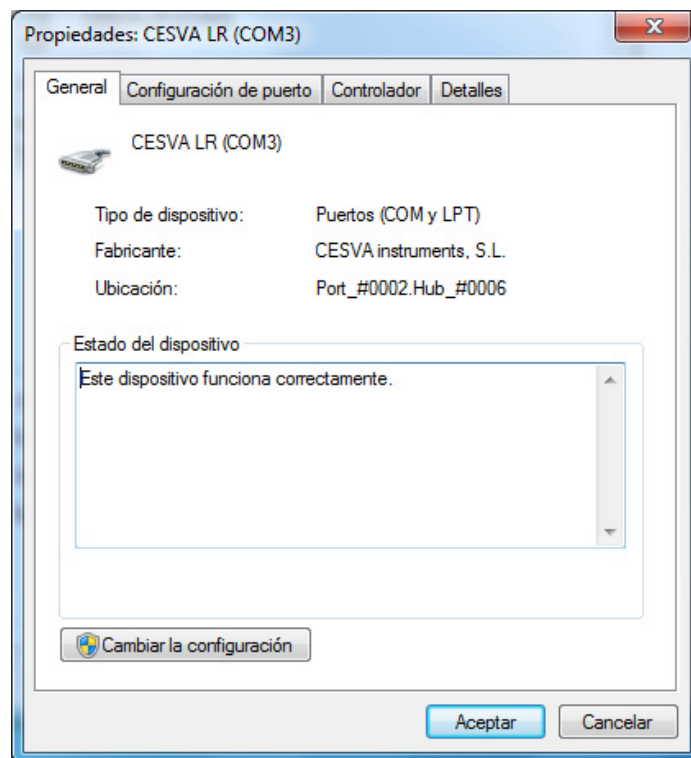 Propiedades: CESVA LR (COM3)
General Configuración de puerto Controlador Detalles
CESVA LR (COM3)
Tipo de dispositivo: Puertos (COM y LPT)
Fabricante: CESVA instruments, S.L.
Ubicación: Port_#0002.Hub_#0006
Estado del dispositivo
Este dispositivo funciona correctamente.
Cambiar la configuración
Aceptar Cancelar